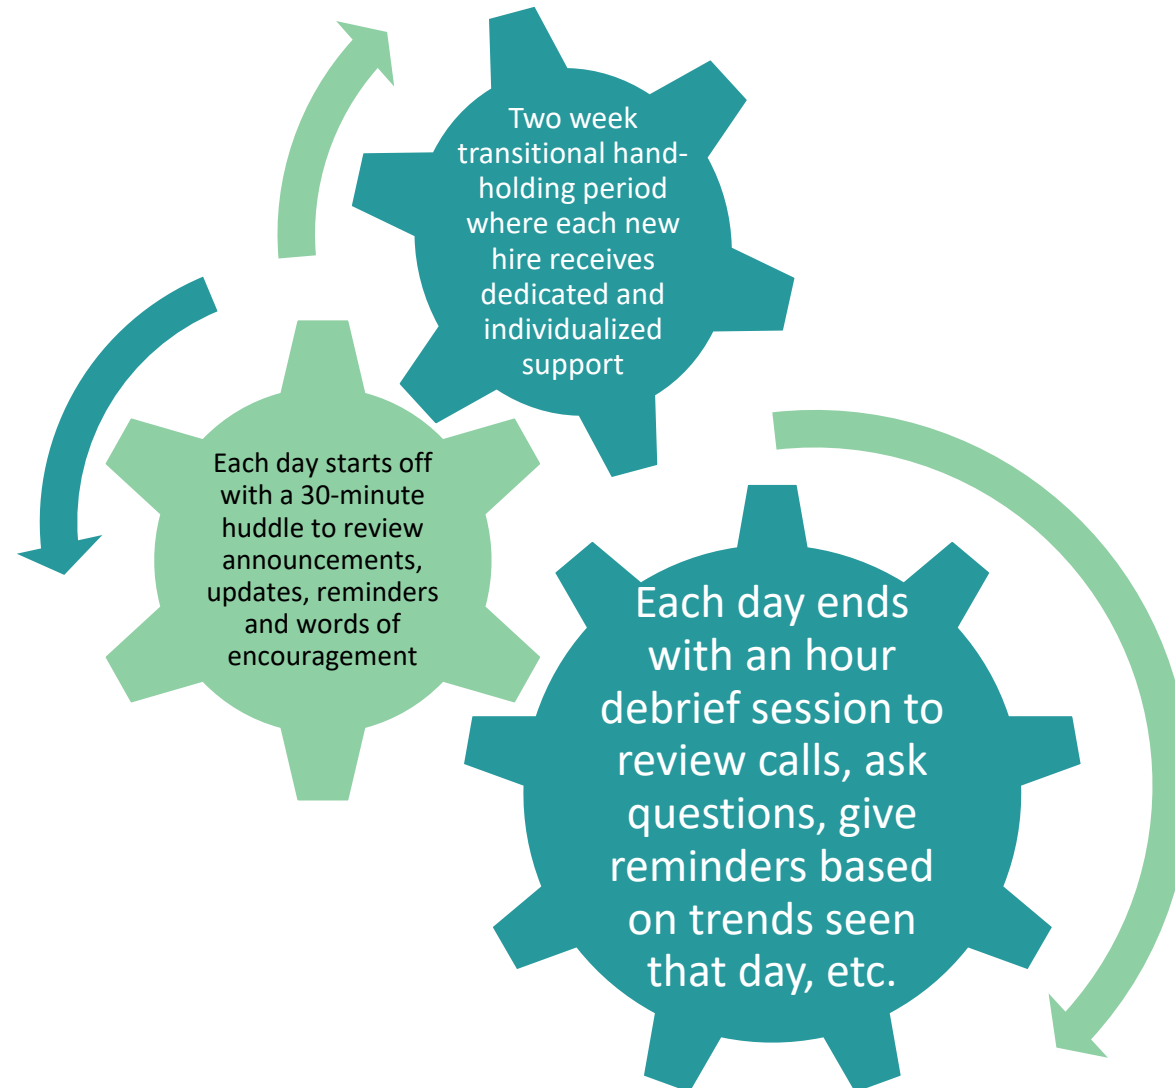 Two week
transitional hand-
holding period
where each new
hire receives
dedicated and
individualized
support
Each day starts off
with a 30-minute
huddle to review
announcements,
updates, reminders
and words of
encouragement
Each day ends
with an hour
debrief session to
review calls, ask
questions, give
reminders based
on trends seen
that day, etc.